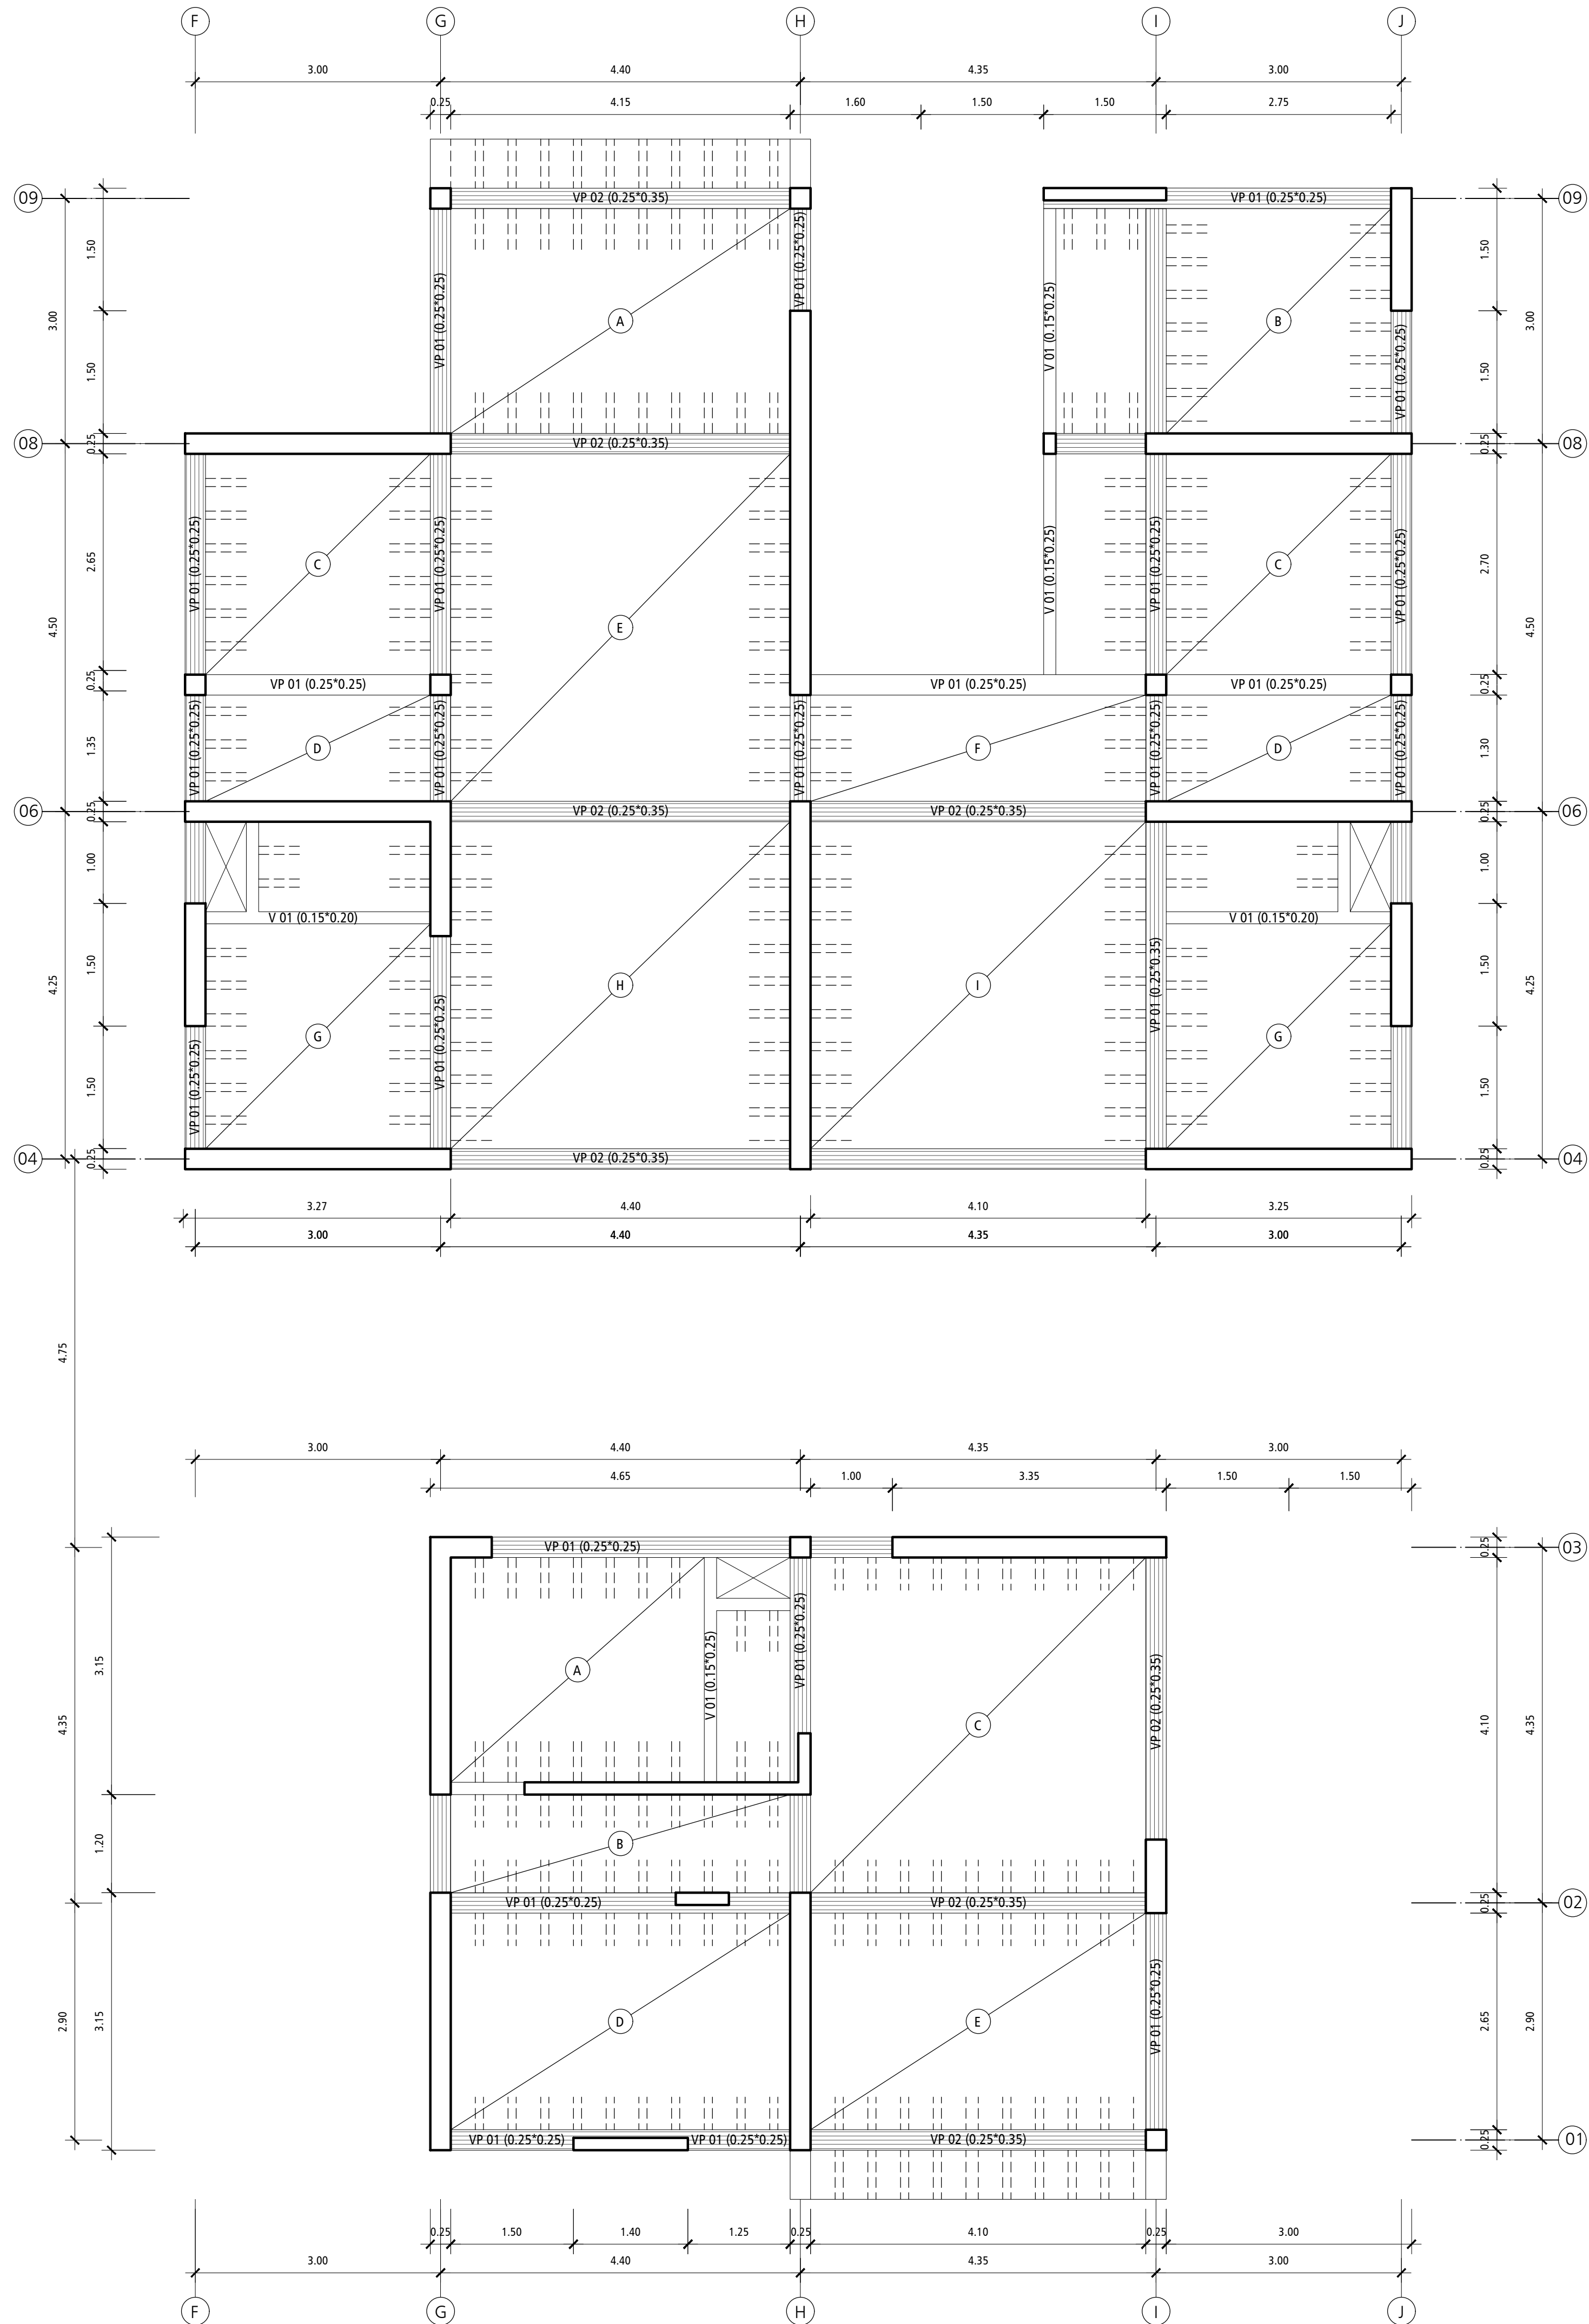 F G H I J
3.00 4.40 4.35 3.00
0.25 4.15 1.60 1.50 1.50 2.75
09 VP 02 (0.25*0.35) VP 01 (0.25*0.25) 09
1.50 VP 01 (0.25*0.25) 1.50
3.00 VP 01 (0.25*0.25) A V 01 (0.15*0.25) B 3.00
1.50 VP 01 (0.25*0.25) 1.50
08 0.25 VP 02 (0.25*0.35) 0.25 08
2.65 VP 01 (0.25*0.25) C VP 01 (0.25*0.25) V 01 (0.15*0.25) VP 01 (0.25*0.25) C VP 01 (0.25*0.25) 2.70
4.50 E 4.50
0.25 VP 01 (0.25*0.25) VP 01 (0.25*0.25) VP 01 (0.25*0.25) 0.25
1.35 VP 01 (0.25*0.25) D VP 01 (0.25*0.25) VP 01 (0.25*0.25) F VP 01 (0.25*0.25) D VP 01 (0.25*0.25) 1.30
06 0.25 VP 02 (0.25*0.35) VP 02 (0.25*0.35) 0.25 06
1.00 1.00
V 01 (0.15*0.20) V 01 (0.15*0.20)
4.25 1.50 H I VP 01 (0.25*0.35) 1.50 4.25
G G
1.50 VP 01 (0.25*0.25) VP 01 (0.25*0.25) 1.50
04 0.25 VP 02 (0.25*0.35) 0.25 04
3.27 4.40 4.10 3.25
3.00 4.40 4.35 3.00
4.75
3.00 4.40 4.35 3.00
4.65 1.00 3.35 1.50 1.50
VP 01 (0.25*0.25) 0.25 03
3.15 A V 01 (0.15*0.25) VP 01 (0.25*0.25)
4.35 C VP 02 (0.25*0.35) 4.10 4.35
1.20 B
VP 01 (0.25*0.25) VP 02 (0.25*0.35) 0.25 02
2.90 3.15 D E VP 01 (0.25*0.25) 2.65 2.90
VP 01 (0.25*0.25) VP 01 (0.25*0.25) VP 02 (0.25*0.35) 0.25 01
0.25 1.50 1.40 1.25 0.25 4.10 0.25 3.00
3.00 4.40 4.35 3.00
F G H I J